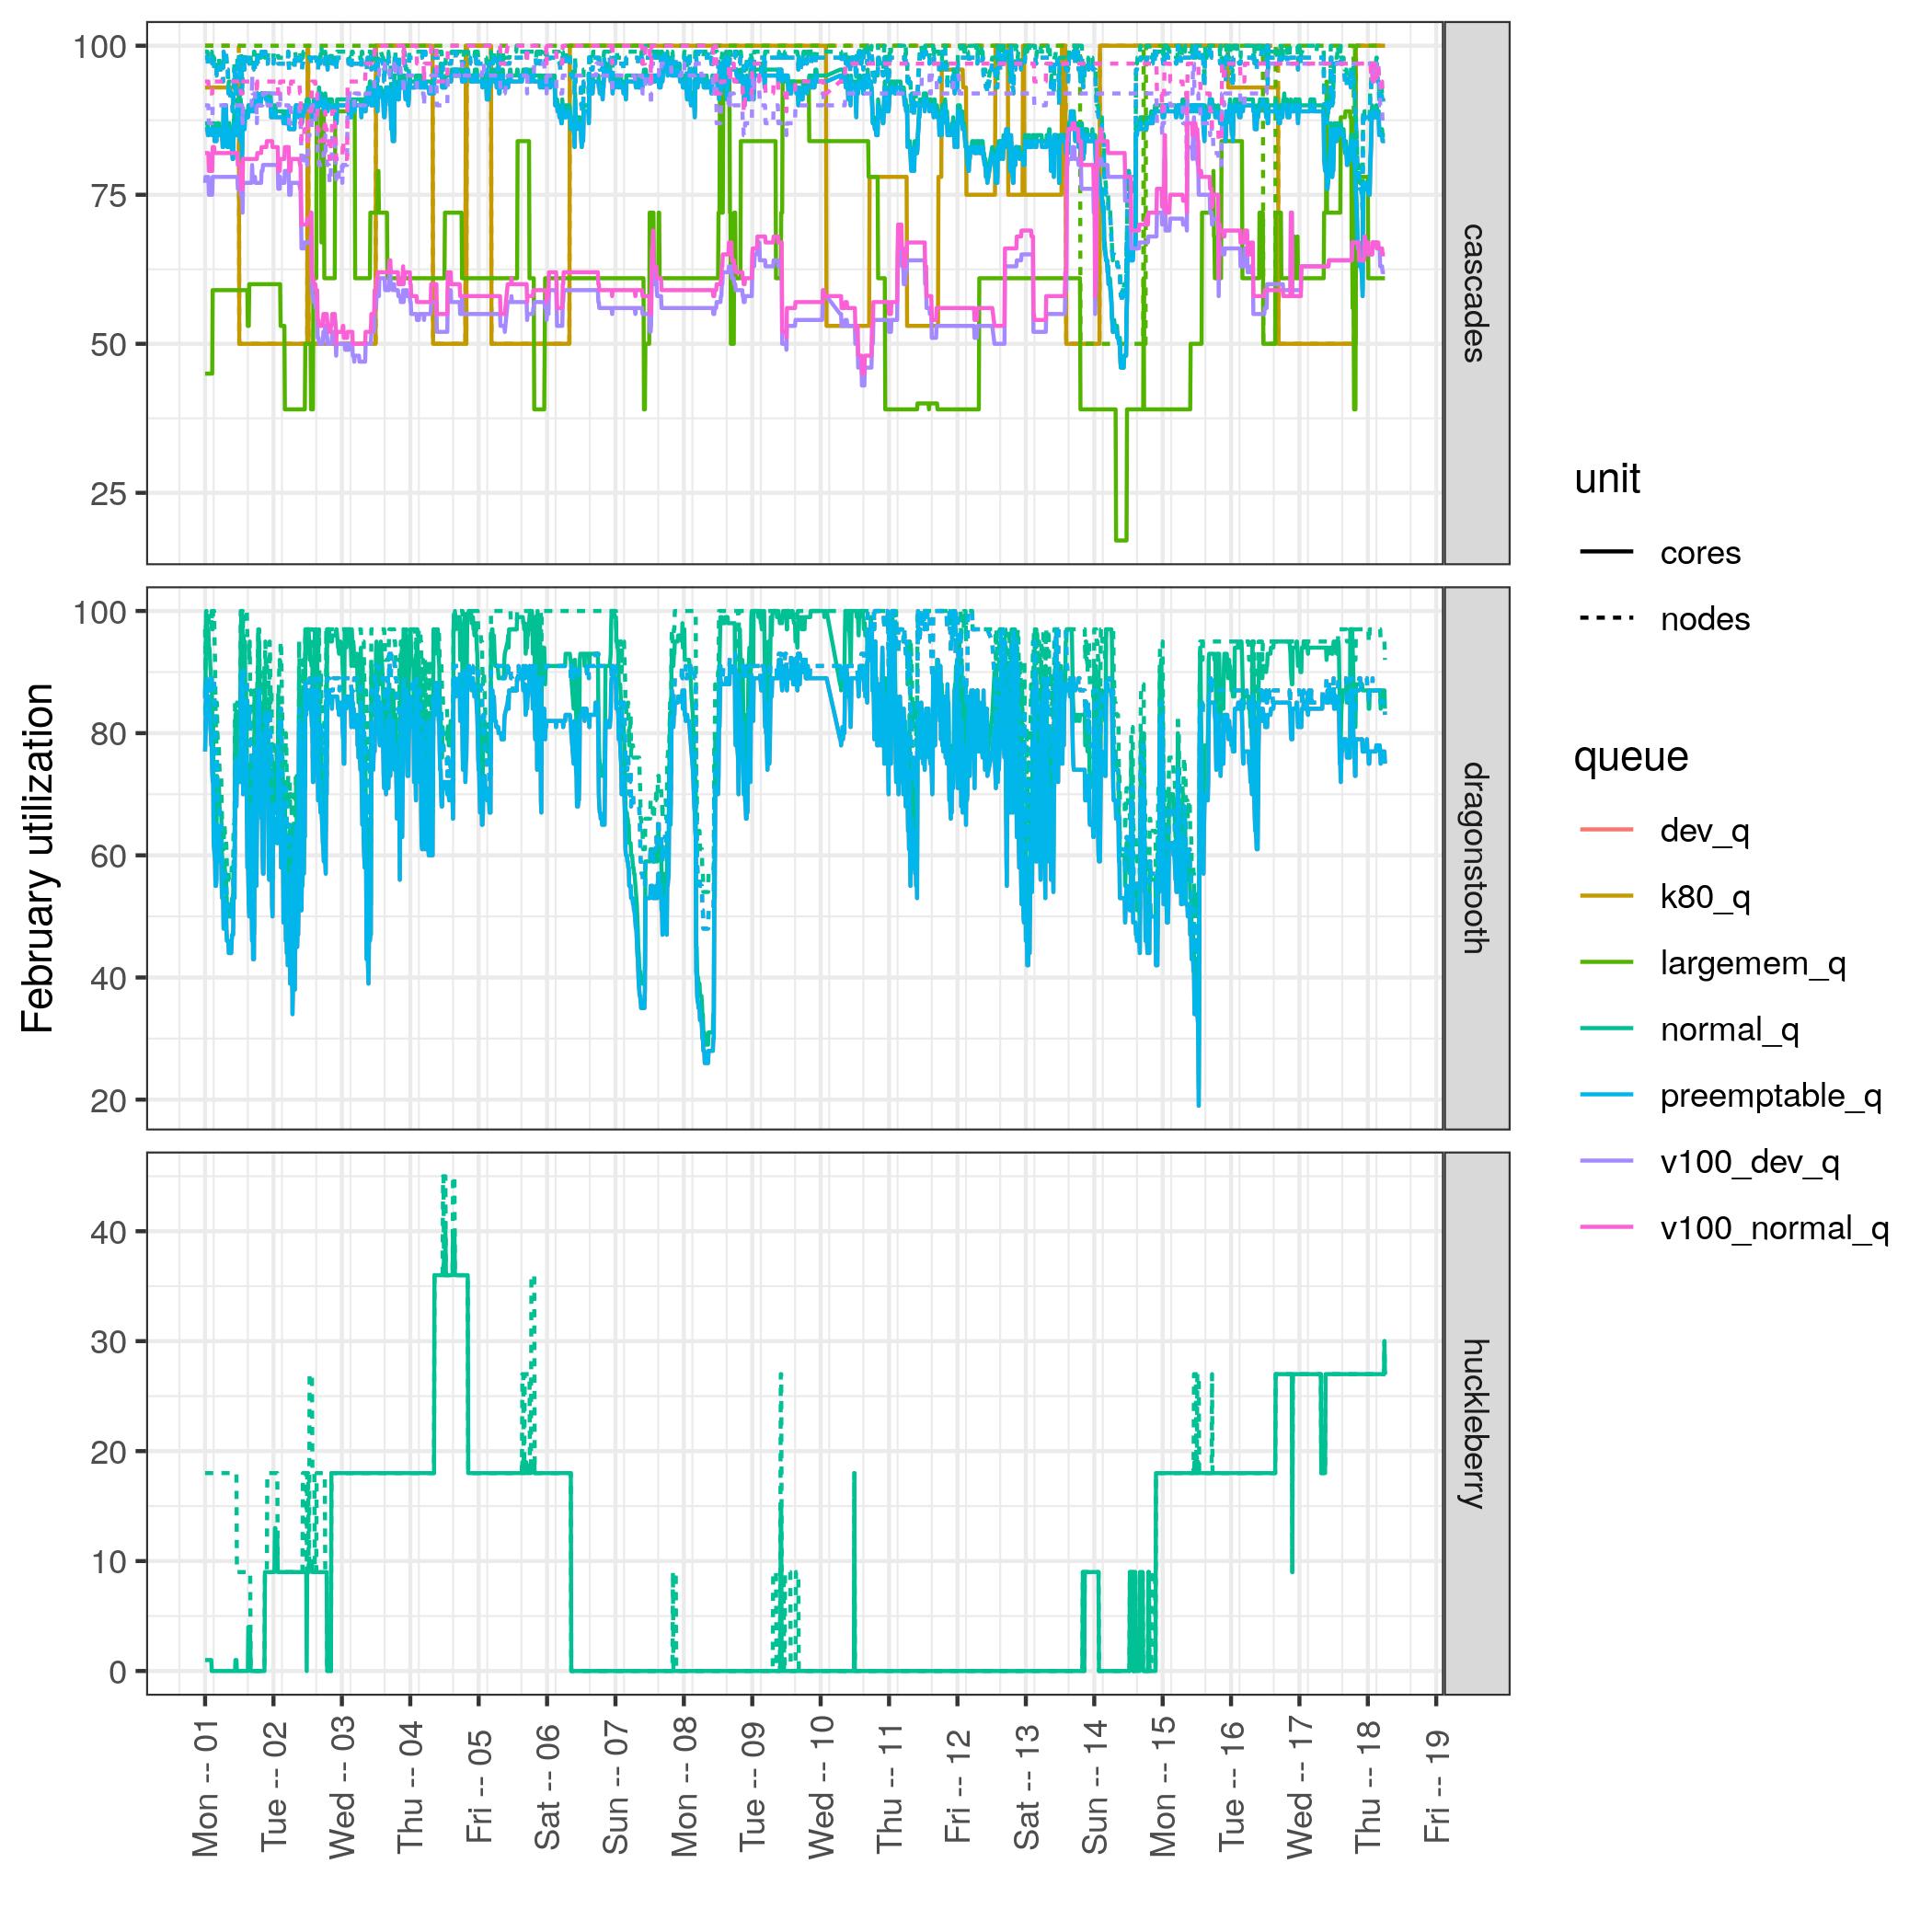 February utilization
100
75
50
25
cascades
100
80
60
40
20
dragonstooth
40
30
20
10
0
huckleberry
Mon -- 01
Tue -- 02
Wed -- 03
Thu -- 04
Fri -- 05
Sat -- 06
Sun -- 07
Mon -- 08
Tue -- 09
Wed -- 10
Thu -- 11
Fri -- 12
Sat -- 13
Sun -- 14
Mon -- 15
Tue -- 16
Wed -- 17
Thu -- 18
Fri -- 19
unit
cores
nodes
queue
dev_q
k80_q
largemem_q
normal_q
preemptable_q
v100_dev_q
v100_normal_q